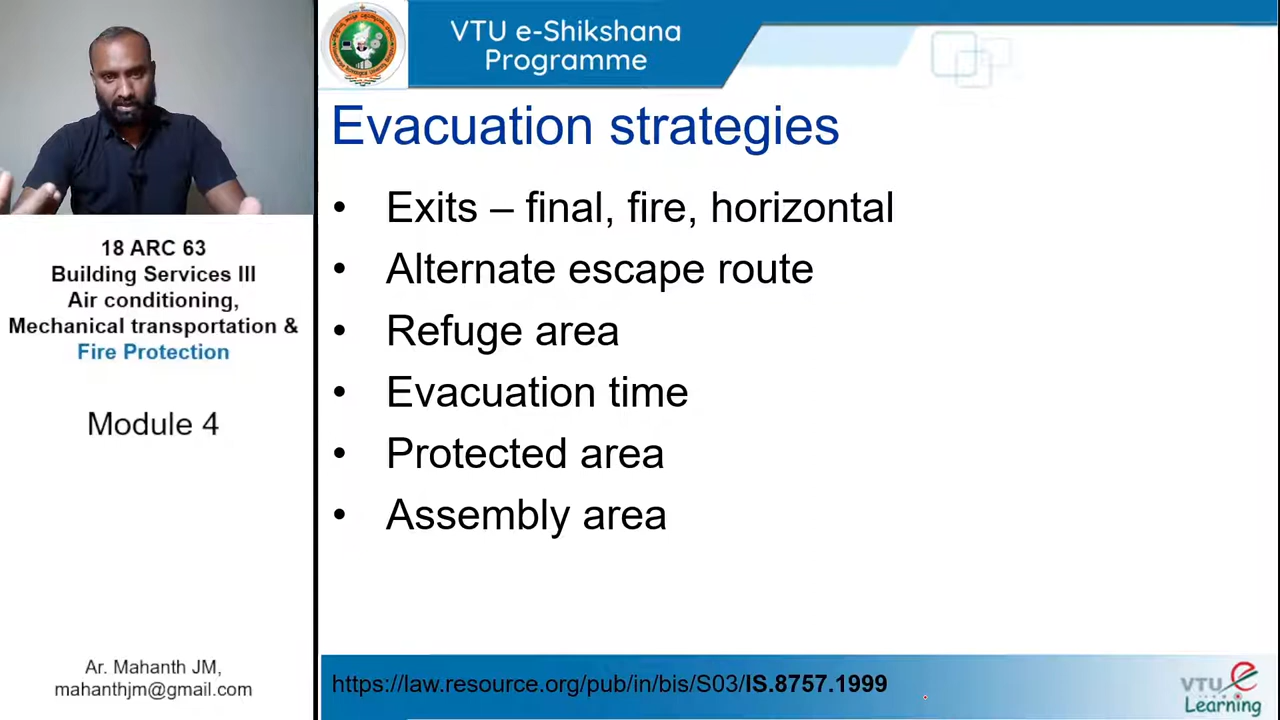 VTU e-Shikshana
Programme
Evacuation strategies
• Exits – final, fire, horizontal
• Alternate escape route
• Refuge area
• Evacuation time
• Protected area
• Assembly area
18 ARC 63
Building Services III
Air conditioning,
Mechanical transportation &
Fire Protection
Module 4
Ar. Mahanth JM,
mahanthjm@gmail.com
https://law.resource.org/pub/in/bis/S03/IS.8757.1999
VTU e
Learning